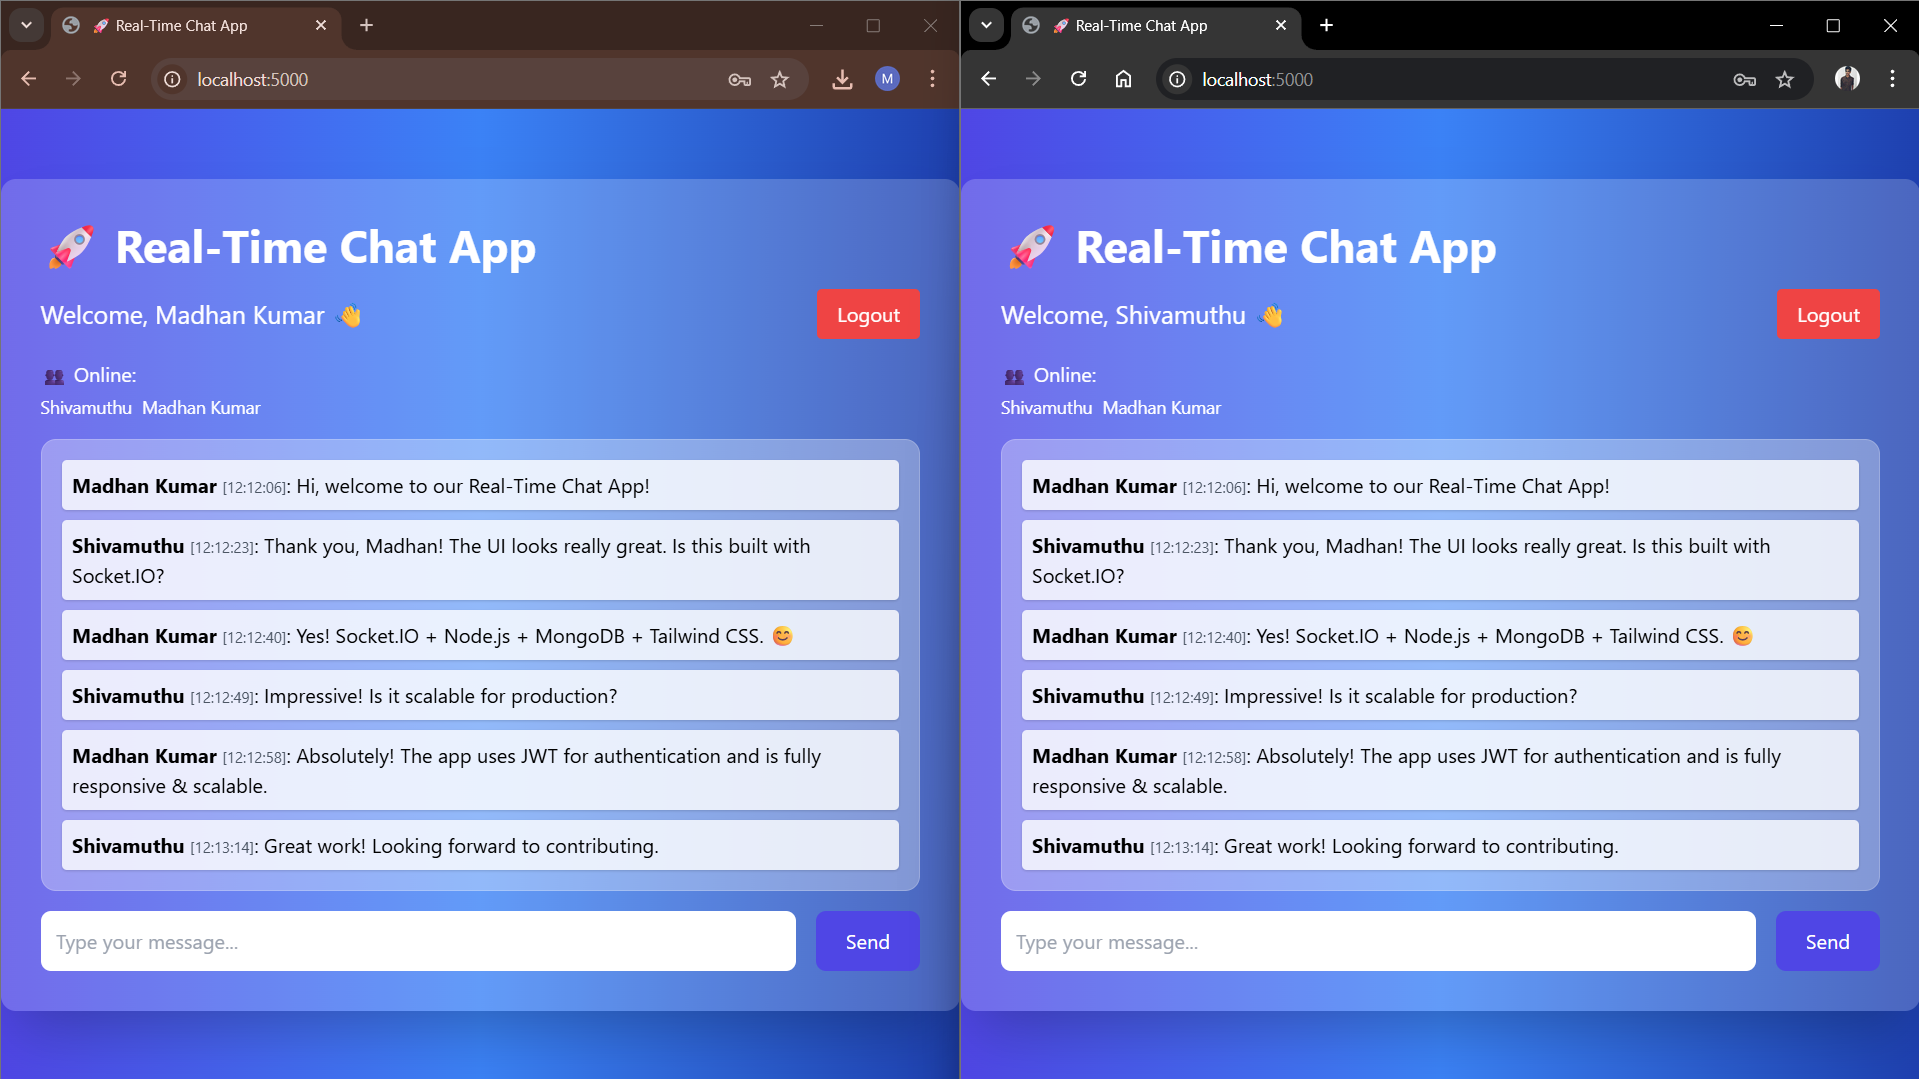 🚀 Real-Time Chat App
localhost:5000
M
🚀 Real-Time Chat App
Welcome, Madhan Kumar 👋
Logout
👥 Online:
Shivamuthu Madhan Kumar
Madhan Kumar [12:12:06]: Hi, welcome to our Real-Time Chat App!
Shivamuthu [12:12:23]: Thank you, Madhan! The UI looks really great. Is this built with
Socket.IO?
Madhan Kumar [12:12:40]: Yes! Socket.IO + Node.js + MongoDB + Tailwind CSS. 😊
Shivamuthu [12:12:49]: Impressive! Is it scalable for production?
Madhan Kumar [12:12:58]: Absolutely! The app uses JWT for authentication and is fully
responsive & scalable.
Shivamuthu [12:13:14]: Great work! Looking forward to contributing.
Type your message...
Send
🚀 Real-Time Chat App
localhost:5000
🚀 Real-Time Chat App
Welcome, Shivamuthu 👋
Logout
👥 Online:
Shivamuthu Madhan Kumar
Madhan Kumar [12:12:06]: Hi, welcome to our Real-Time Chat App!
Shivamuthu [12:12:23]: Thank you, Madhan! The UI looks really great. Is this built with
Socket.IO?
Madhan Kumar [12:12:40]: Yes! Socket.IO + Node.js + MongoDB + Tailwind CSS. 😊
Shivamuthu [12:12:49]: Impressive! Is it scalable for production?
Madhan Kumar [12:12:58]: Absolutely! The app uses JWT for authentication and is fully
responsive & scalable.
Shivamuthu [12:13:14]: Great work! Looking forward to contributing.
Type your message...
Send